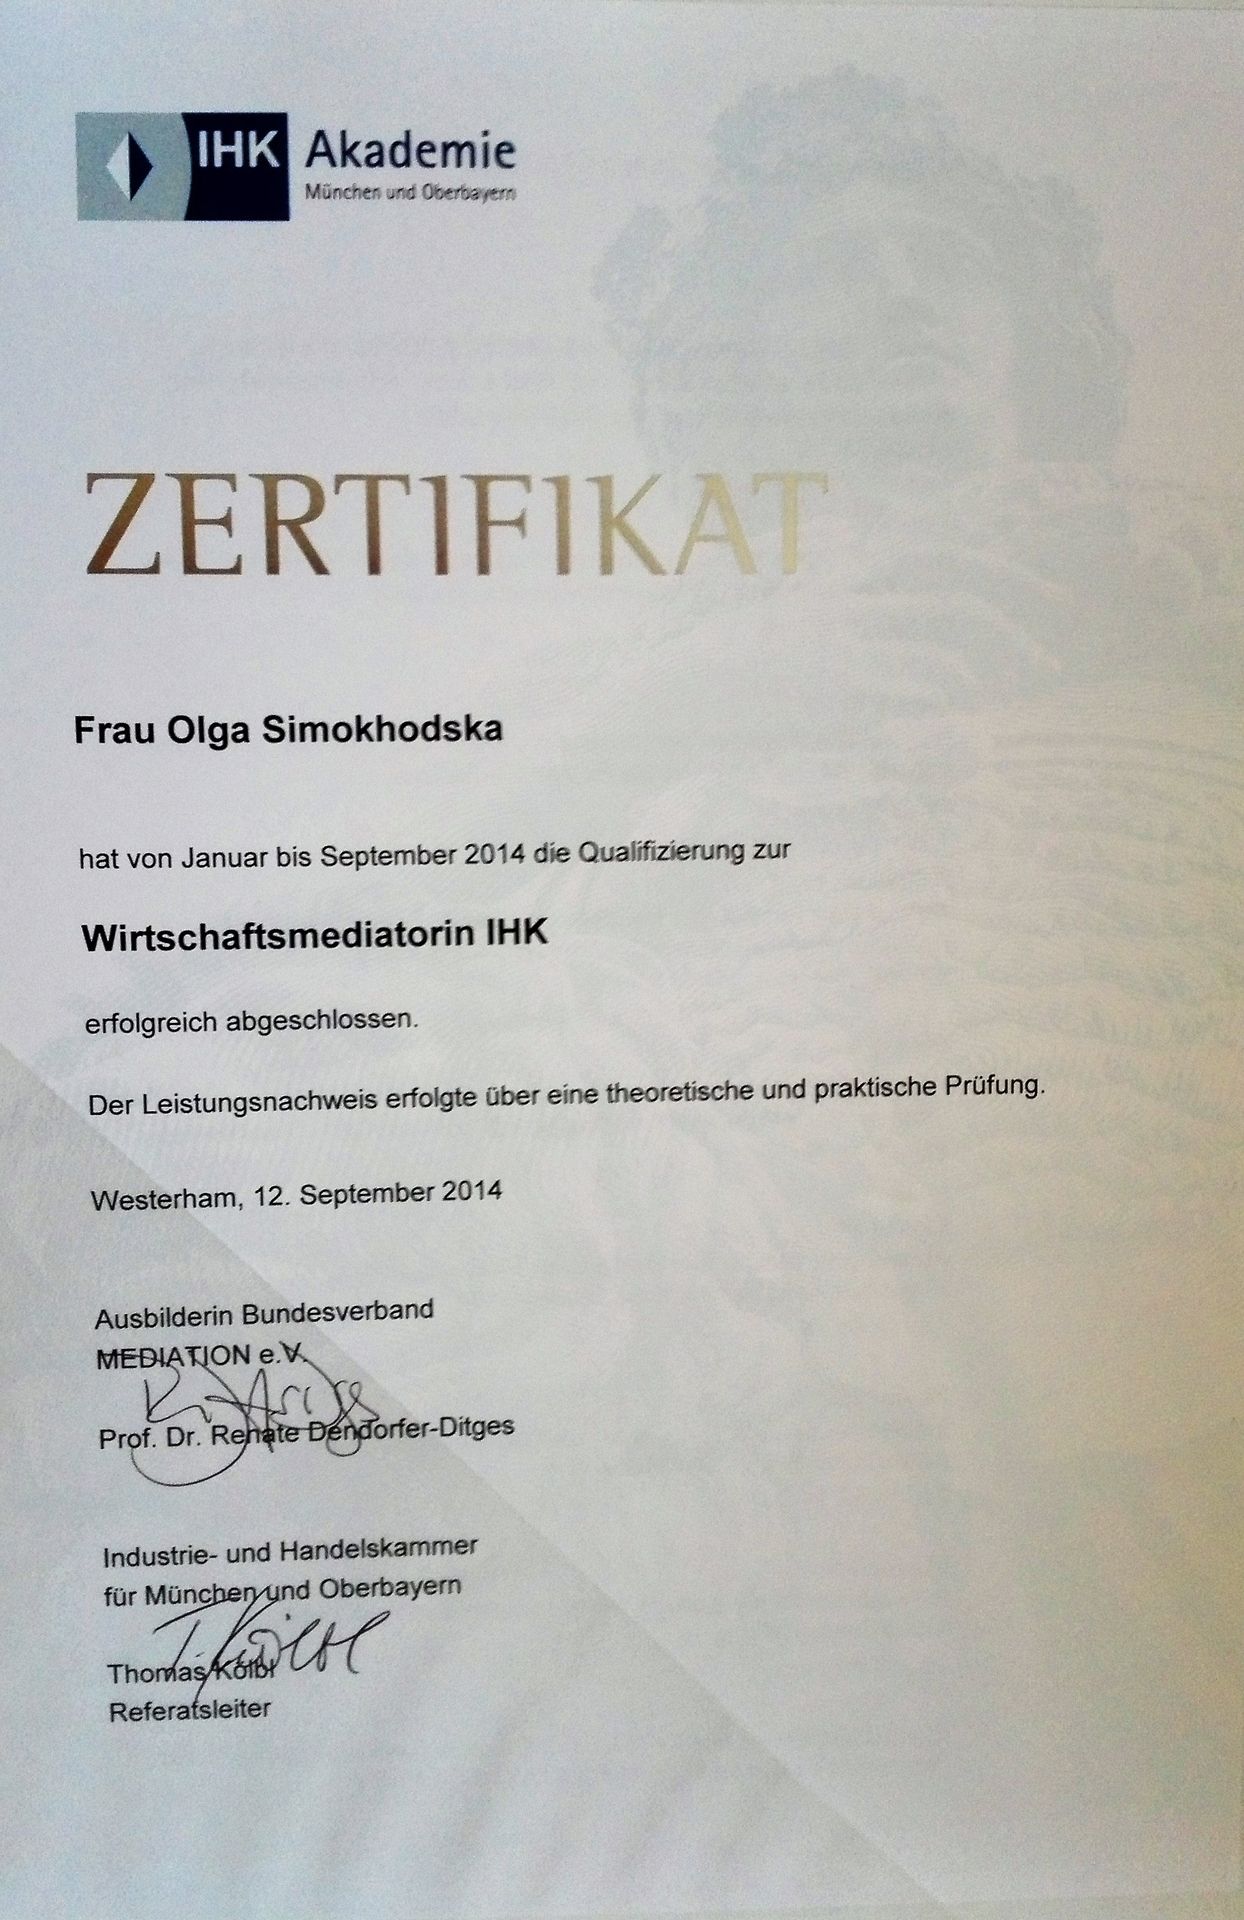 IHK Akademie
München und Oberbayern
ZERTIFIKAT
Frau Olga Simokhodska
hat von Januar bis September 2014 die Qualifizierung zur
Wirtschaftsmediatorin IHK
erfolgreich abgeschlossen.
Der Leistungsnachweis erfolgte über eine theoretische und praktische Prüfung.
Westerham, 12. September 2014
Ausbilderin Bundesverband
MEDIATION e.V.
Prof. Dr. Renate Dendorfer-Ditges
Industrie- und Handelskammer
für München und Oberbayern
Thomas Kölbl
Referatsleiter